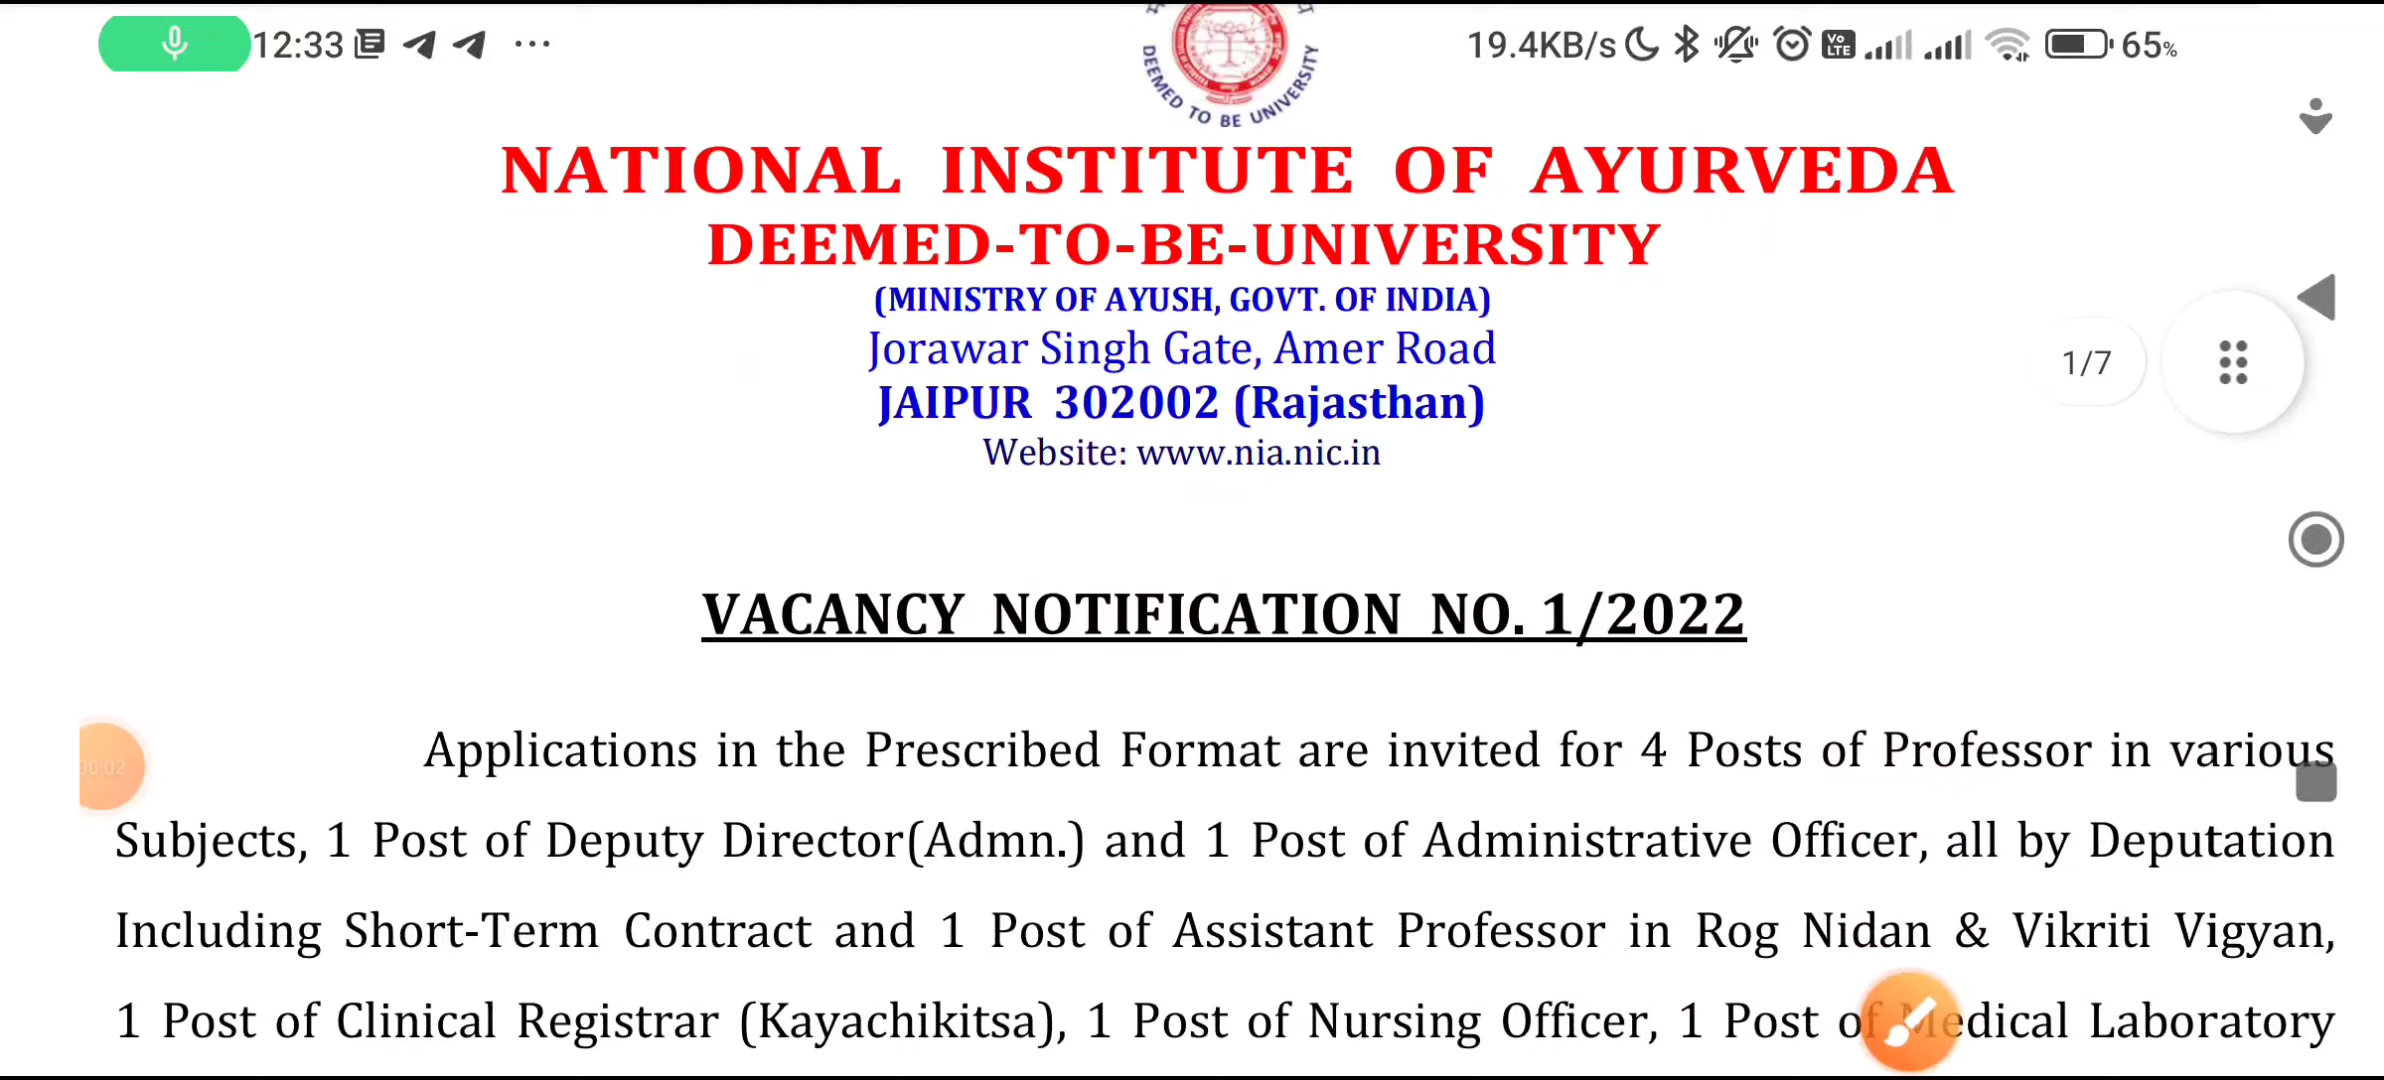 12:33
19.4KB/s
Vo LTE
65%
DEEMED TO BE UNIVERSITY
NATIONAL INSTITUTE OF AYURVEDA
DEEMED-TO-BE-UNIVERSITY
(MINISTRY OF AYUSH, GOVT. OF INDIA)
Jorawar Singh Gate, Amer Road
JAIPUR 302002 (Rajasthan)
Website: www.nia.nic.in
1/7
VACANCY NOTIFICATION NO. 1/2022
Applications in the Prescribed Format are invited for 4 Posts of Professor in various
00:02
Subjects, 1 Post of Deputy Director(Admn.) and 1 Post of Administrative Officer, all by Deputation
Including Short-Term Contract and 1 Post of Assistant Professor in Rog Nidan & Vikriti Vigyan,
1 Post of Clinical Registrar (Kayachikitsa), 1 Post of Nursing Officer, 1 Post of Medical Laboratory